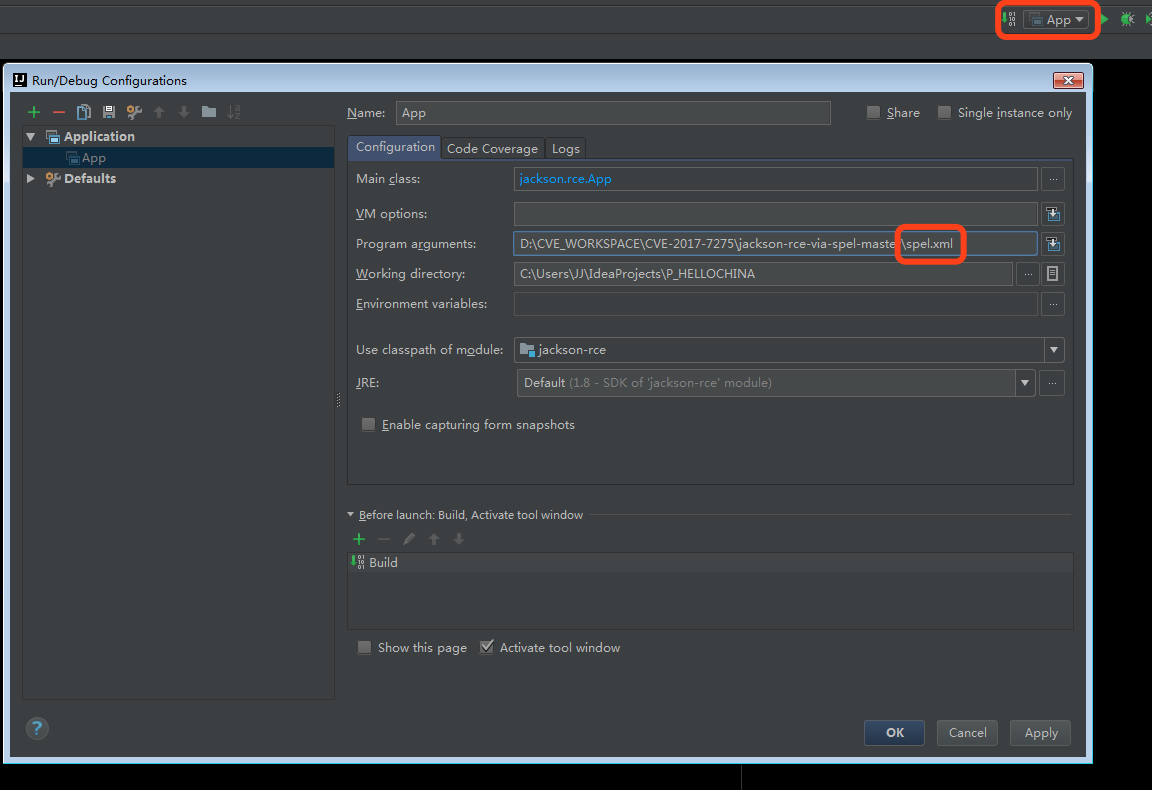 App
IJ Run/Debug Configurations
Name: App Share Single instance only
Application
App
Defaults
Configuration Code Coverage Logs
Main class: jackson.rce.App ...
VM options:
Program arguments: D:\CVE_WORKSPACE\CVE-2017-7275\jackson-rce-via-spel-master\spel.xml
Working directory: C:\Users\JJ\IdeaProjects\P_HELLOCHINA ...
Environment variables: ...
Use classpath of module: jackson-rce
JRE: Default (1.8 - SDK of 'jackson-rce' module) ...
Enable capturing form snapshots
Before launch: Build, Activate tool window
Build
Show this page Activate tool window
? OK Cancel Apply